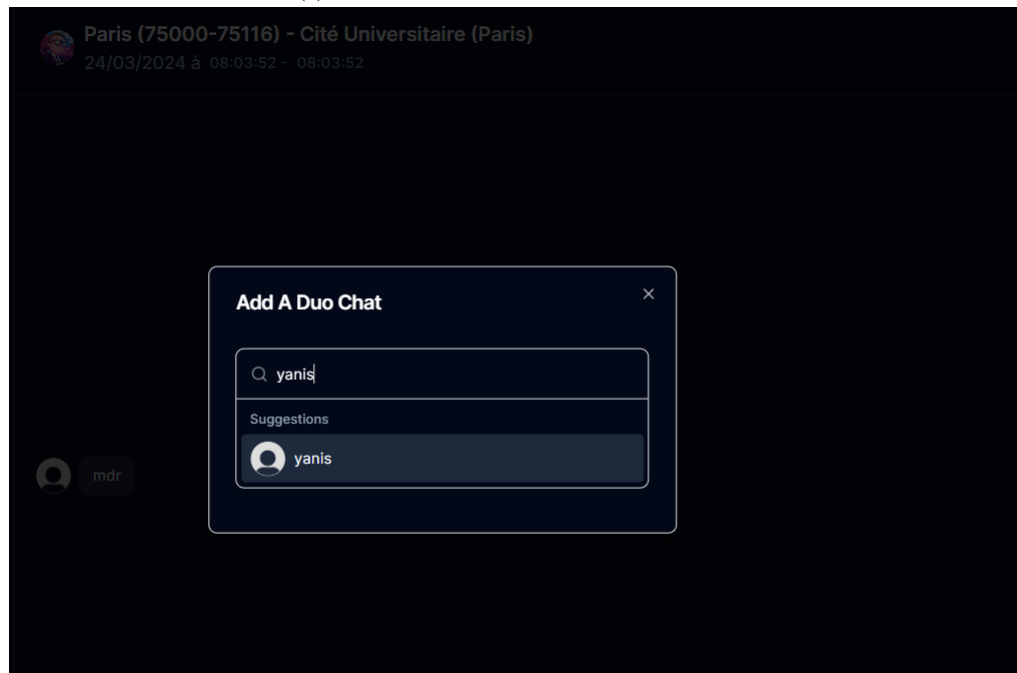 Paris (75000-75116) - Cité Universitaire (Paris)
24/03/2024 à 08:03:52 - 08:03:52
Add A Duo Chat
yanis
Suggestions
yanis
mdr